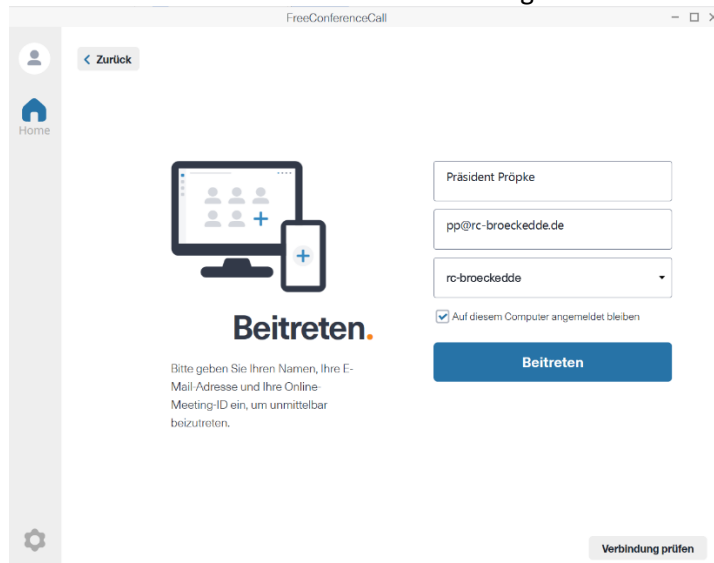 FreeConferenceCall
Zurück
Home
Präsident Pröpke
pp@rc-broeckedde.de
rc-broeckedde
Auf diesem Computer angemeldet bleiben
Beitreten
Beitreten.
Bitte geben Sie Ihren Namen, Ihre E-
Mail-Adresse und Ihre Online-
Meeting-ID ein, um unmittelbar
beizutreten.
Verbindung prüfen